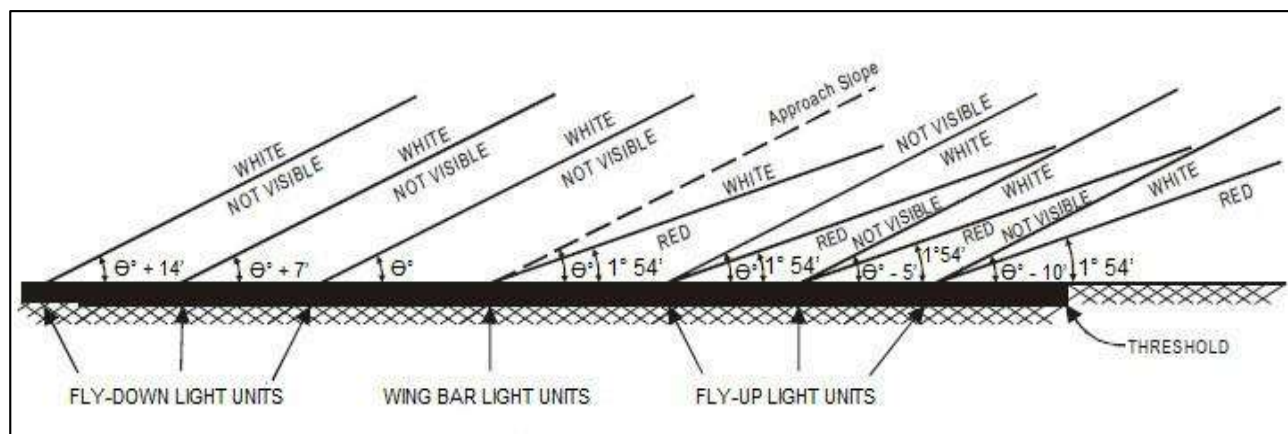 Approach Slope
WHITE
NOT VISIBLE
WHITE
NOT VISIBLE
WHITE
NOT VISIBLE
WHITE
RED
NOT VISIBLE
WHITE
RED
NOT VISIBLE
WHITE
RED
NOT VISIBLE
WHITE
RED
Ɵ° + 14'
Ɵ° + 7'
Ɵ°
Ɵ°
1° 54'
Ɵ°
1° 54'
Ɵ° - 5'
1°54'
Ɵ° - 10'
1° 54'
THRESHOLD
FLY-DOWN LIGHT UNITS
WING BAR LIGHT UNITS
FLY-UP LIGHT UNITS